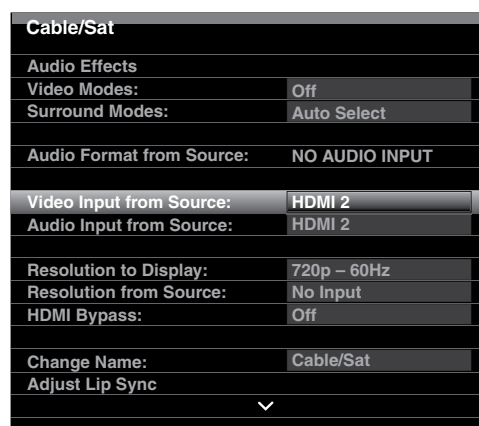 Cable/Sat
Audio Effects
Video Modes: Off
Surround Modes: Auto Select
Audio Format from Source: NO AUDIO INPUT
Video Input from Source: HDMI 2
Audio Input from Source: HDMI 2
Resolution to Display: 720p – 60Hz
Resolution from Source: No Input
HDMI Bypass: Off
Change Name: Cable/Sat
Adjust Lip Sync